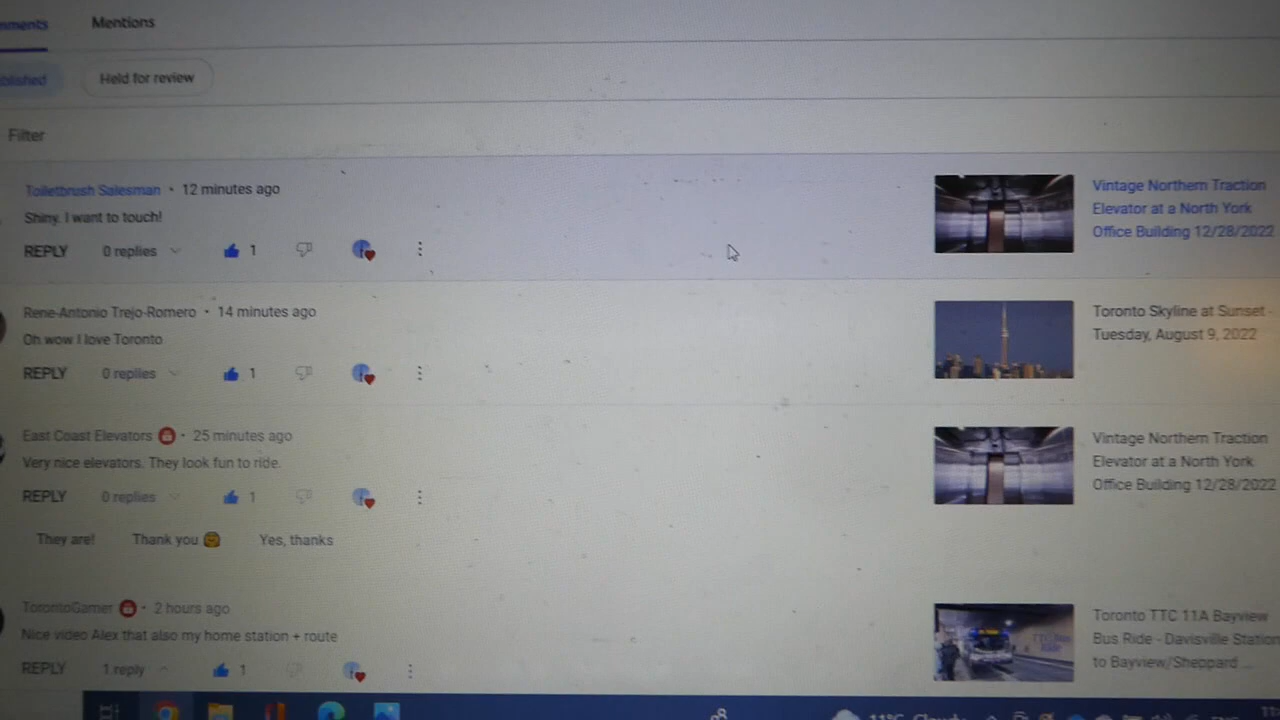 Mentions
Held for review
Filter
Toiletbrush Salesman • 12 minutes ago
Shiny. I want to touch!
REPLY 0 replies 1
Vintage Northern Traction
Elevator at a North York
Office Building 12/28/2022
Rene-Antonio Trejo-Romero • 14 minutes ago
Oh wow I love Toronto
REPLY 0 replies 1
Toronto Skyline at Sunset -
Tuesday, August 9, 2022
East Coast Elevators • 25 minutes ago
Very nice elevators. They look fun to ride.
REPLY 0 replies 1
They are! Thank you 🤗 Yes, thanks
Vintage Northern Traction
Elevator at a North York
Office Building 12/28/2022
TorontoGamer • 2 hours ago
Nice video Alex that also my home station + route
REPLY 1 reply 1
Toronto TTC 11A Bayview
Bus Ride - Davisville Station
to Bayview/Sheppard ...
TTC Bus
Ride
11°C Cloudy